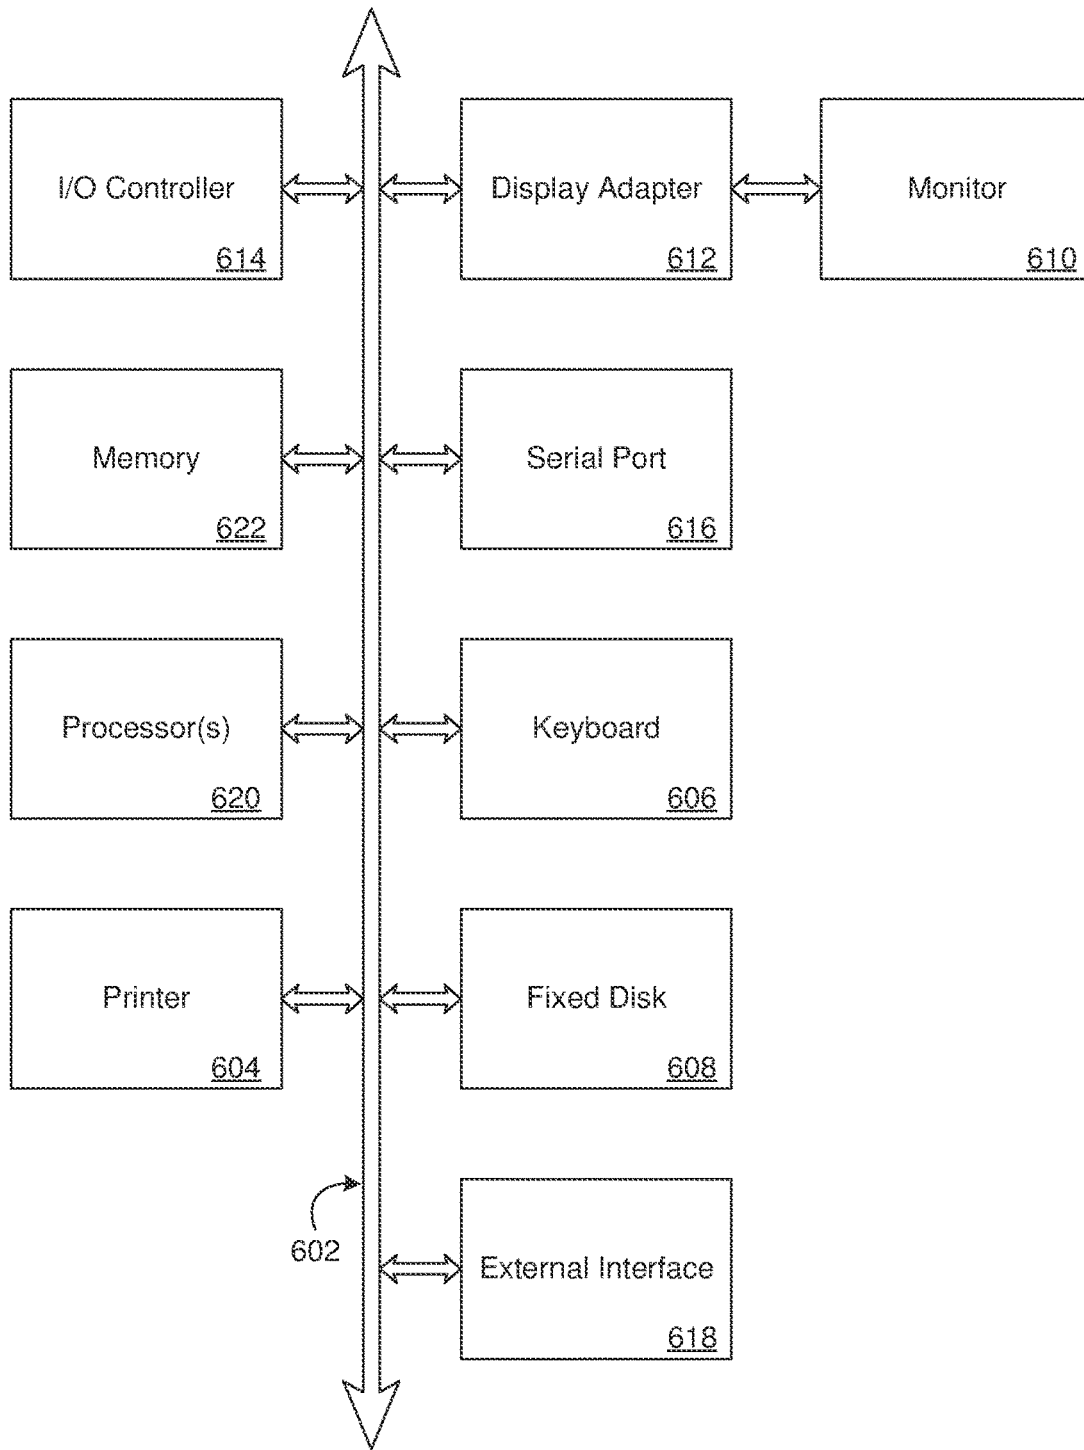 I/O Controller
614
Display Adapter
612
Monitor
610
Memory
622
Serial Port
616
Processor(s)
620
Keyboard
606
Printer
604
Fixed Disk
608
602
External Interface
618